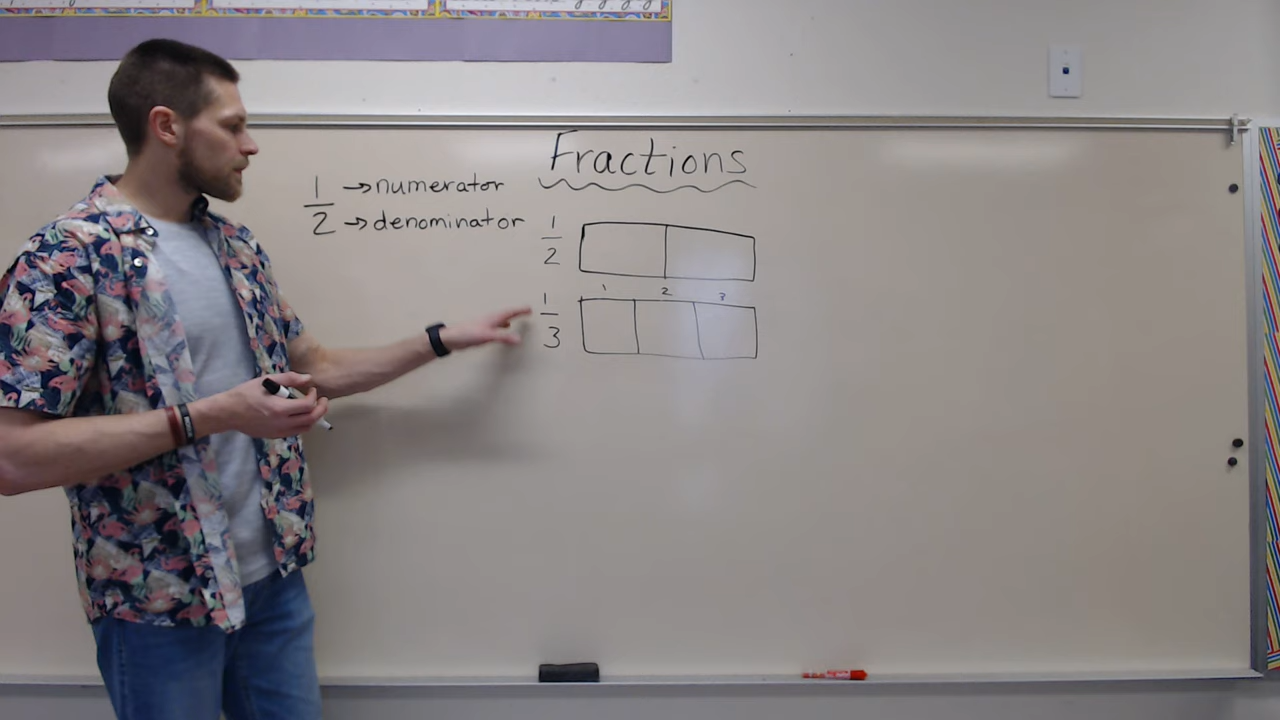 Fractions
1 → numerator
2 → denominator
1
2
1 2 3
1
3